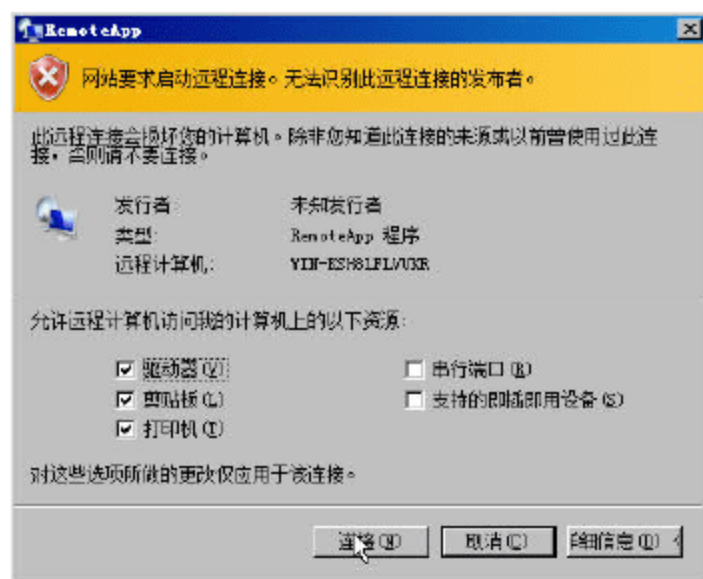 RemoteApp
网站要求启动远程连接。无法识别此远程连接的发布者。
此远程连接会损坏您的计算机。除非您知道此连接的来源或以前曾使用过此连
接，否则请不要连接。
发行者: 未知发行者
类型: RemoteApp 程序
远程计算机:
允许远程计算机访问我的计算机上的以下资源:
驱动器(V) 串行端口(R)
剪贴板(L) 支持的即插即用设备(S)
打印机(T)
对这些选项所做的更改仅应用于该连接。
连接(O) 取消(C) 详细信息(D)